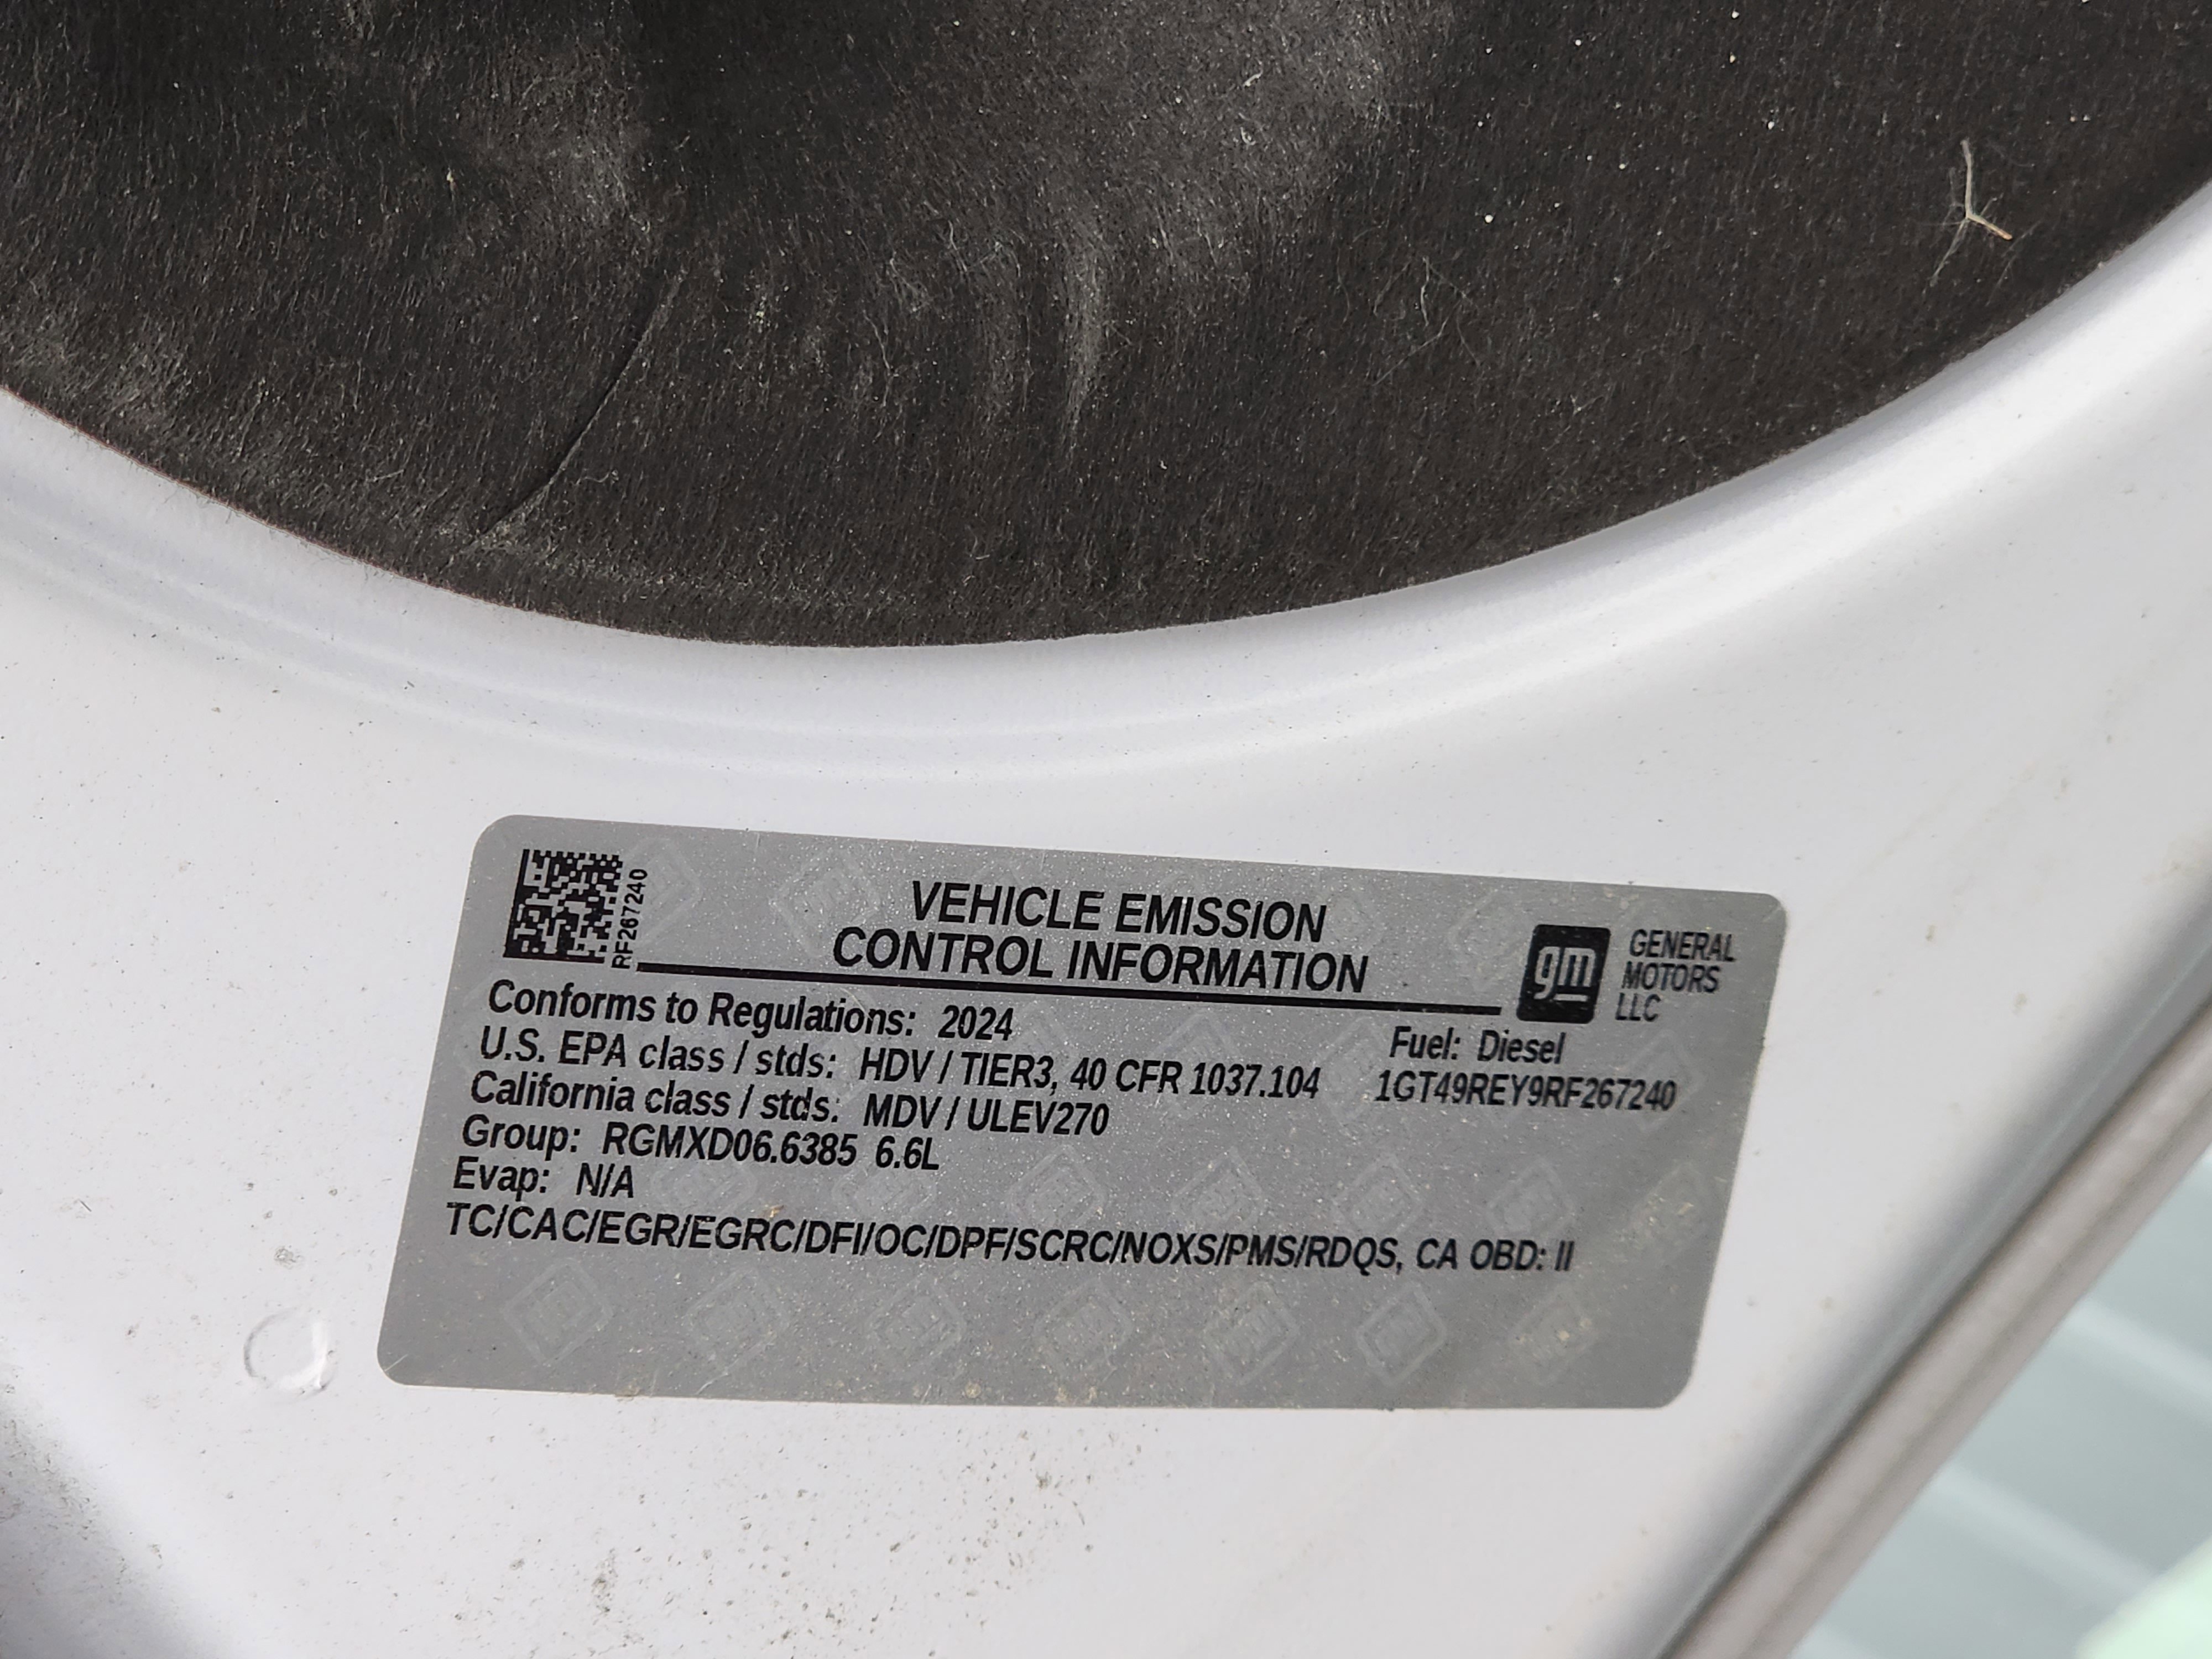 RF267240
VEHICLE EMISSION
CONTROL INFORMATION
gm
GENERAL
MOTORS
LLC
Conforms to Regulations: 2024
Fuel: Diesel
U.S. EPA class / stds: HDV / TIER3, 40 CFR 1037.104
1GT49REY9RF267240
California class / stds: MDV / ULEV270
Group: RGMXD06.6385 6.6L
Evap: N/A
TC/CAC/EGR/EGRC/DFI/OC/DPF/SCRC/NOXS/PMS/RDQS, CA OBD: II